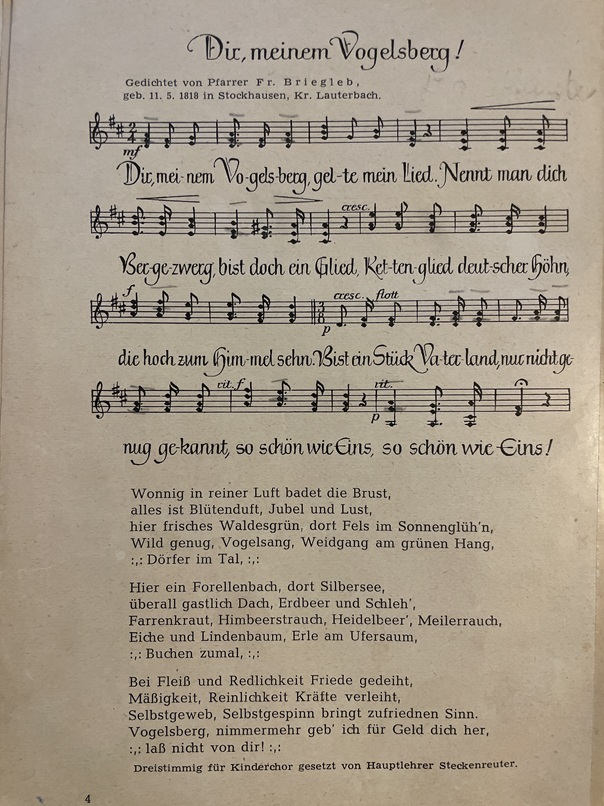 Dir, meinem Vogelsberg!
Gedichtet von Pfarrer Fr. Briegleb,
geb. 11. 5. 1818 in Stockhausen, Kr. Lauterbach.
mf
Dir, mei-nem Vo-gels-berg, gel-te mein Lied. Nennt man dich
cresc.
Ber-ge-zwerg, bist doch ein Glied, Ket-ten-glied deut-scher Höhn,
f cresc. flott
p
die hoch zum Him-mel sehn. Bist ein Stück Va-ter-land, nur nicht ge-
rit. f rit.
p
nug ge-kannt, so schön wie Eins, so schön wie Eins!
Wonnig in reiner Luft badet die Brust,
alles ist Blütenduft, Jubel und Lust,
hier frisches Waldesgrün, dort Fels im Sonnenglüh'n,
Wild genug, Vogelsang, Weidgang am grünen Hang,
:,: Dörfer im Tal, :,:
Hier ein Forellenbach, dort Silbersee,
überall gastlich Dach, Erdbeer und Schleh',
Farrenkraut, Himbeerstrauch, Heidelbeer', Meilerrauch,
Eiche und Lindenbaum, Erle am Ufersaum,
:,: Buchen zumal, :,:
Bei Fleiß und Redlichkeit Friede gedeiht,
Mäßigkeit, Reinlichkeit Kräfte verleiht,
Selbstgeweb, Selbstgespinn bringt zufriednen Sinn.
Vogelsberg, nimmermehr geb' ich für Geld dich her,
:,: laß nicht von dir! :,:
Dreistimmig für Kinderchor gesetzt von Hauptlehrer Steckenreuter.
4